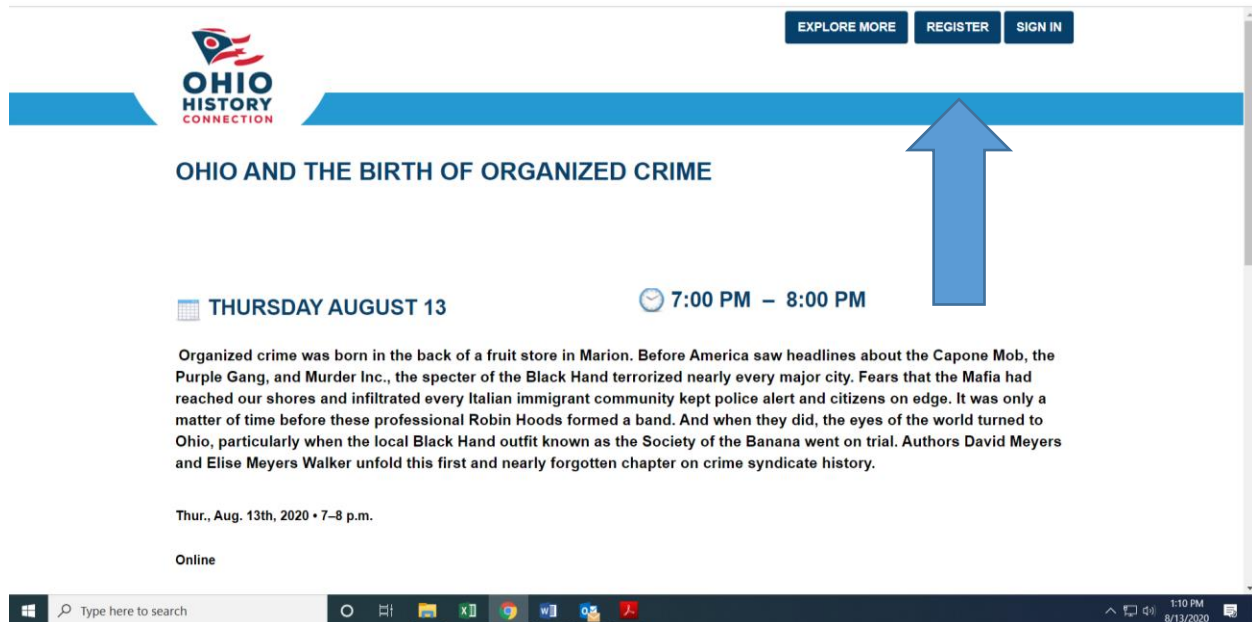 EXPLORE MORE REGISTER SIGN IN
OHIO
HISTORY
CONNECTION
OHIO AND THE BIRTH OF ORGANIZED CRIME
THURSDAY AUGUST 13 7:00 PM – 8:00 PM
Organized crime was born in the back of a fruit store in Marion. Before America saw headlines about the Capone Mob, the
Purple Gang, and Murder Inc., the specter of the Black Hand terrorized nearly every major city. Fears that the Mafia had
reached our shores and infiltrated every Italian immigrant community kept police alert and citizens on edge. It was only a
matter of time before these professional Robin Hoods formed a band. And when they did, the eyes of the world turned to
Ohio, particularly when the local Black Hand outfit known as the Society of the Banana went on trial. Authors David Meyers
and Elise Meyers Walker unfold this first and nearly forgotten chapter on crime syndicate history.
Thur., Aug. 13th, 2020 • 7–8 p.m.
Online
Type here to search 1:10 PM
8/13/2020